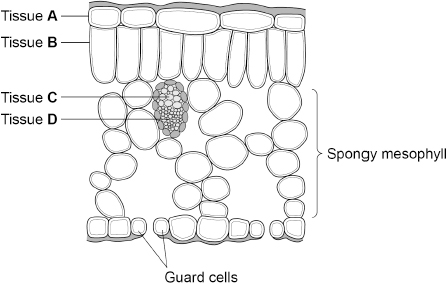 Tissue A
Tissue B
Tissue C
Tissue D
Spongy mesophyll
Guard cells